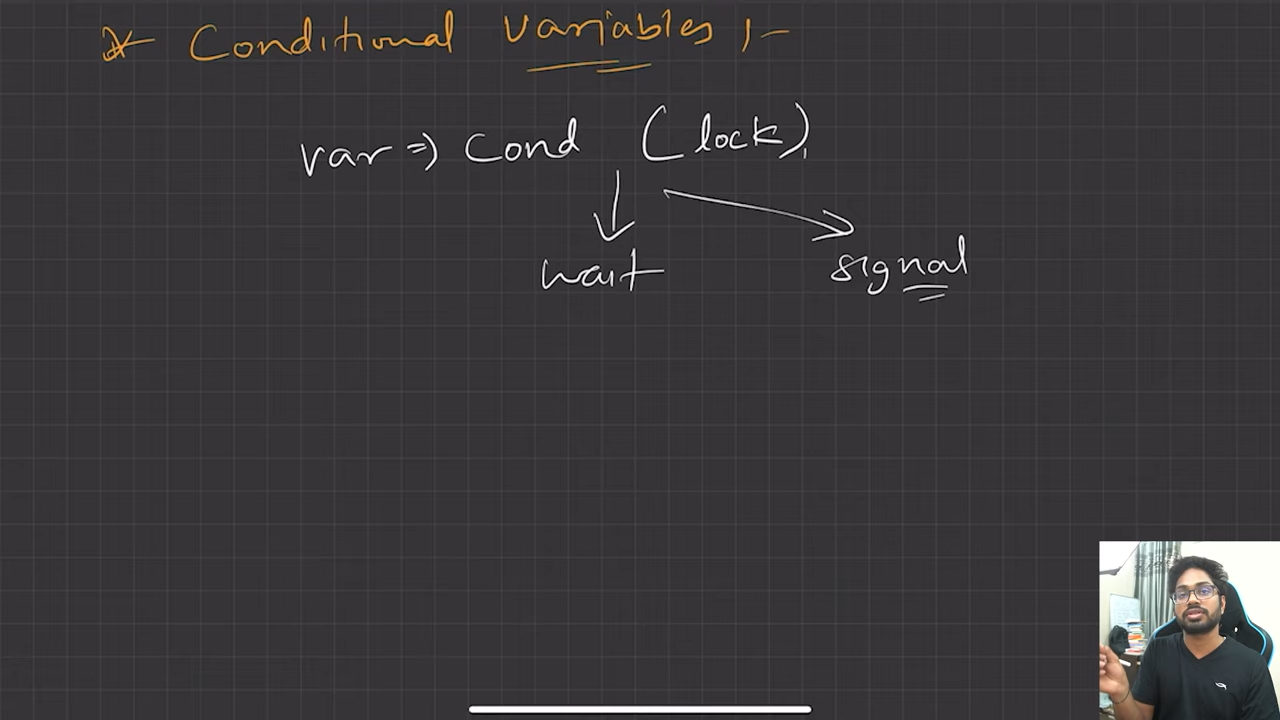 * Conditional Variables :-
var => Cond (lock),
wait signal